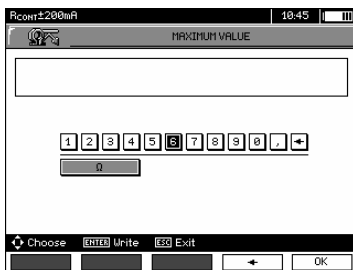 RCONT±200mA 10:45
MAXIMUM VALUE
1 2 3 4 5 6 7 8 9 0 , ←
Ω
Choose ENTER Write ESC Exit
← OK